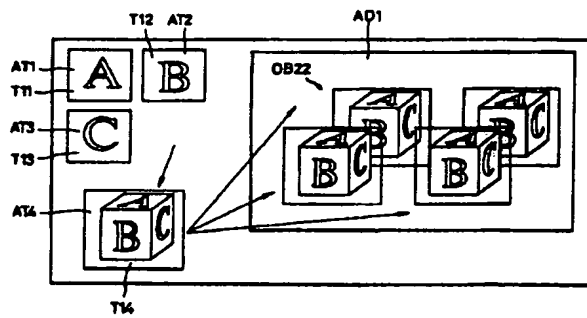 T12 AT2 AD1
AT1 A B OB22
T11
AT3 C
T13
A B C A B C
A B C A B C
AT4 A B C
T14